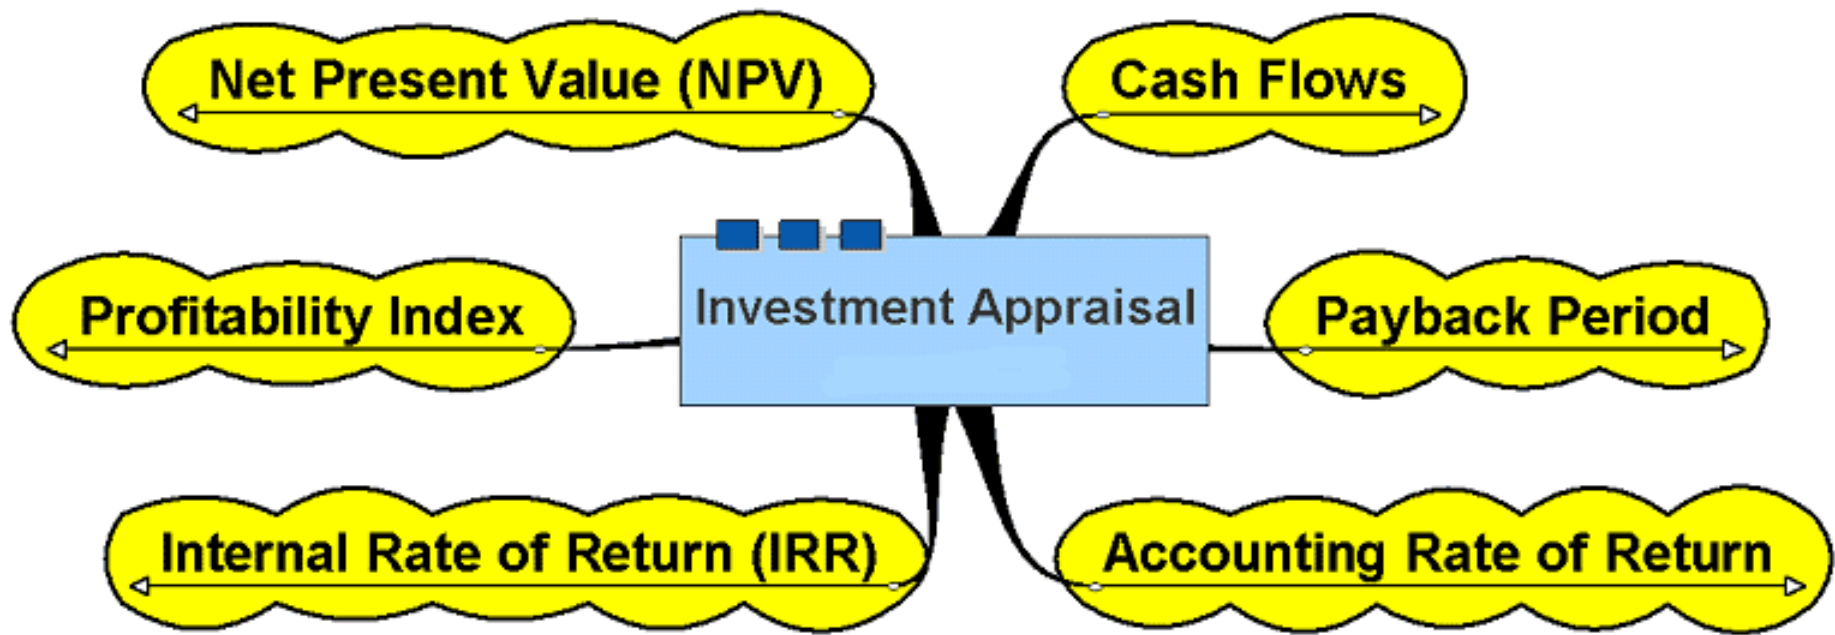 Net Present Value (NPV)
Cash Flows
Profitability Index
Investment Appraisal
Payback Period
Internal Rate of Return (IRR)
Accounting Rate of Return